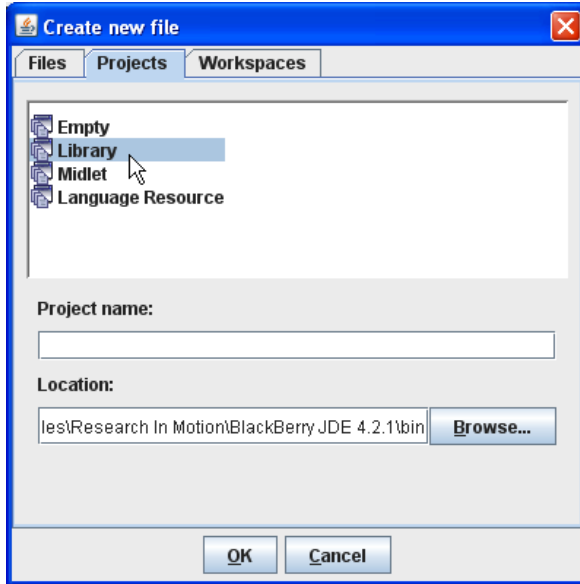 Create new file
Files Projects Workspaces
Empty
Library
Midlet
Language Resource
Project name:
Location:
les\Research In Motion\BlackBerry JDE 4.2.1\bin Browse...
OK Cancel